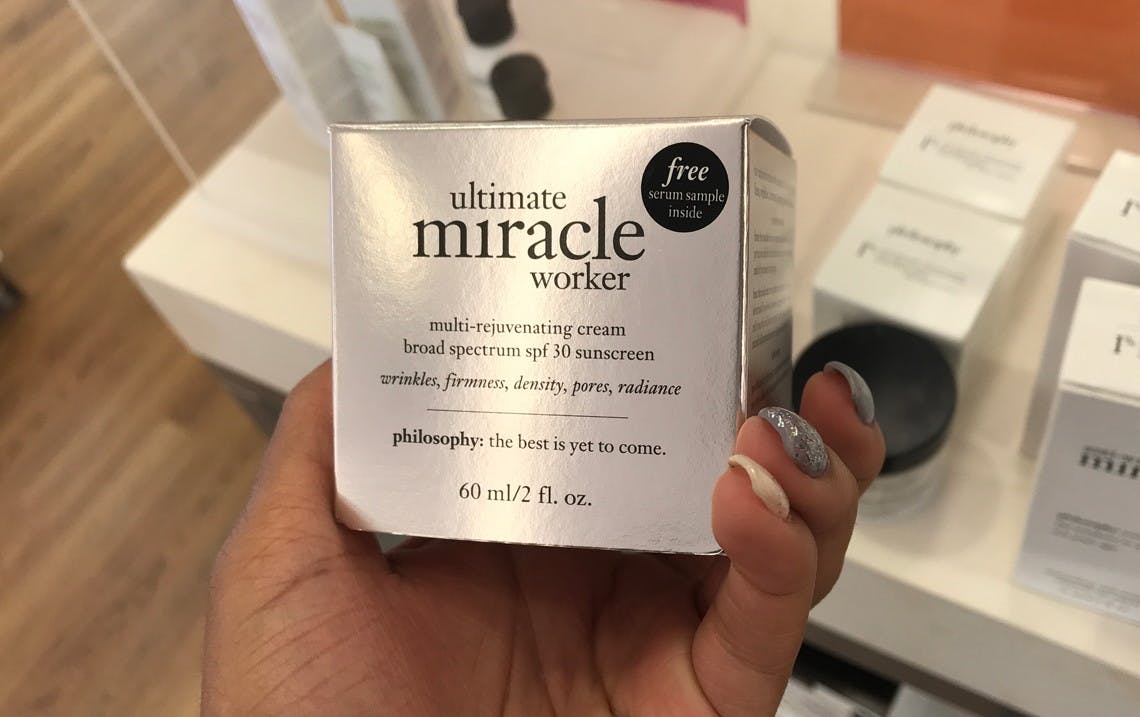 free
serum sample
inside
ultimate
miracle
worker
multi-rejuvenating cream
broad spectrum spf 30 sunscreen
wrinkles, firmness, density, pores, radiance
philosophy: the best is yet to come.
60 ml/2 fl. oz.
philosophy
philosophy